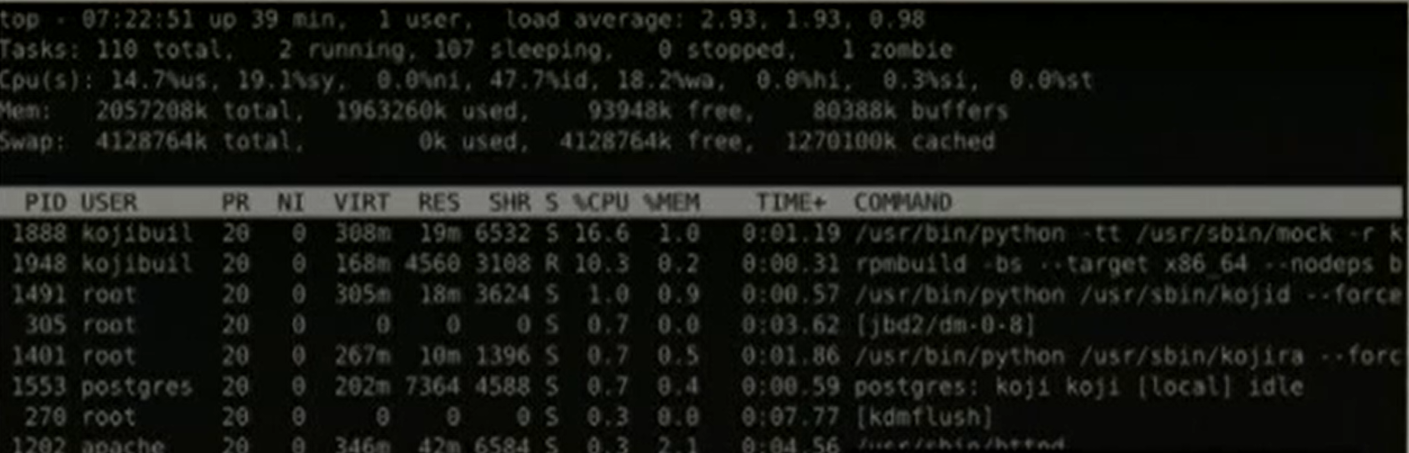 top - 07:22:51 up 39 min,  1 user,  load average: 2.93, 1.93, 0.98
Tasks: 110 total,   2 running, 107 sleeping,   0 stopped,   1 zombie
Cpu(s): 14.7%us, 19.1%sy,  0.0%ni, 47.7%id, 18.2%wa,  0.0%hi,  0.3%si,  0.0%st
Mem:   2057208k total,  1963260k used,    93948k free,    80388k buffers
Swap:  4128764k total,        0k used,  4128764k free,  1270100k cached
PID USER      PR  NI  VIRT  RES  SHR S %CPU %MEM    TIME+  COMMAND
1888 kojibuil  20   0  308m  19m 6532 S 16.6  1.0   0:01.19 /usr/bin/python -tt /usr/sbin/mock -r k
1948 kojibuil  20   0  168m 4560 3108 R 10.3  0.2   0:00.31 rpmbuild -bs --target x86_64 --nodeps b
1491 root      20   0  305m  18m 3624 S  1.0  0.9   0:00.57 /usr/bin/python /usr/sbin/kojid --force
305 root      20   0     0    0    0 S  0.7  0.0   0:03.62 [jbd2/dm-0-8]
1401 root      20   0  267m  10m 1396 S  0.7  0.5   0:01.86 /usr/bin/python /usr/sbin/kojira --forc
1553 postgres  20   0  202m 7364 4588 S  0.7  0.4   0:00.59 postgres: koji koji [local] idle
270 root      20   0     0    0    0 S  0.3  0.0   0:07.77 [kdmflush]
1202 apache    20   0  346m  42m 6584 S  0.3  2.1   0:04.56 /usr/sbin/httpd